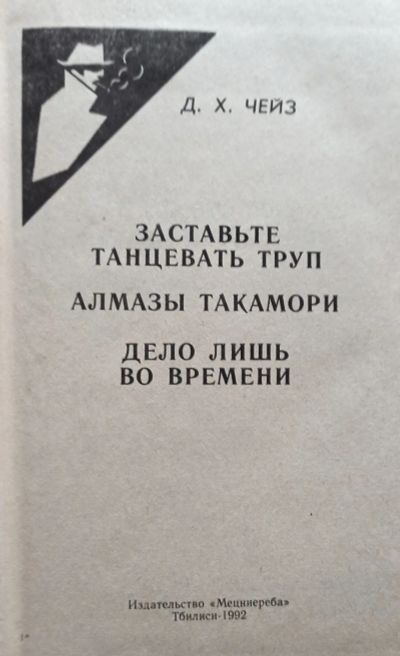 Д. Х. ЧЕЙЗ
ЗАСТАВЬТЕ
ТАНЦЕВАТЬ ТРУП
АЛМАЗЫ ТАКАМОРИ
ДЕЛО ЛИШЬ
ВО ВРЕМЕНИ
Издательство «Мецниереба»
Тбилиси-1992